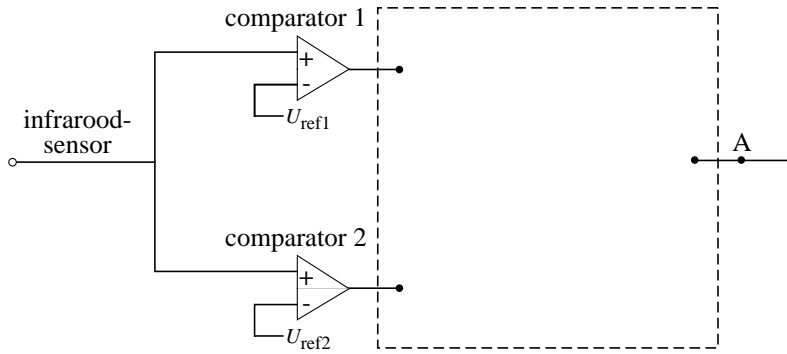 comparator 1
+
-
Uref1
infrarood-
sensor
A
comparator 2
+
-
Uref2